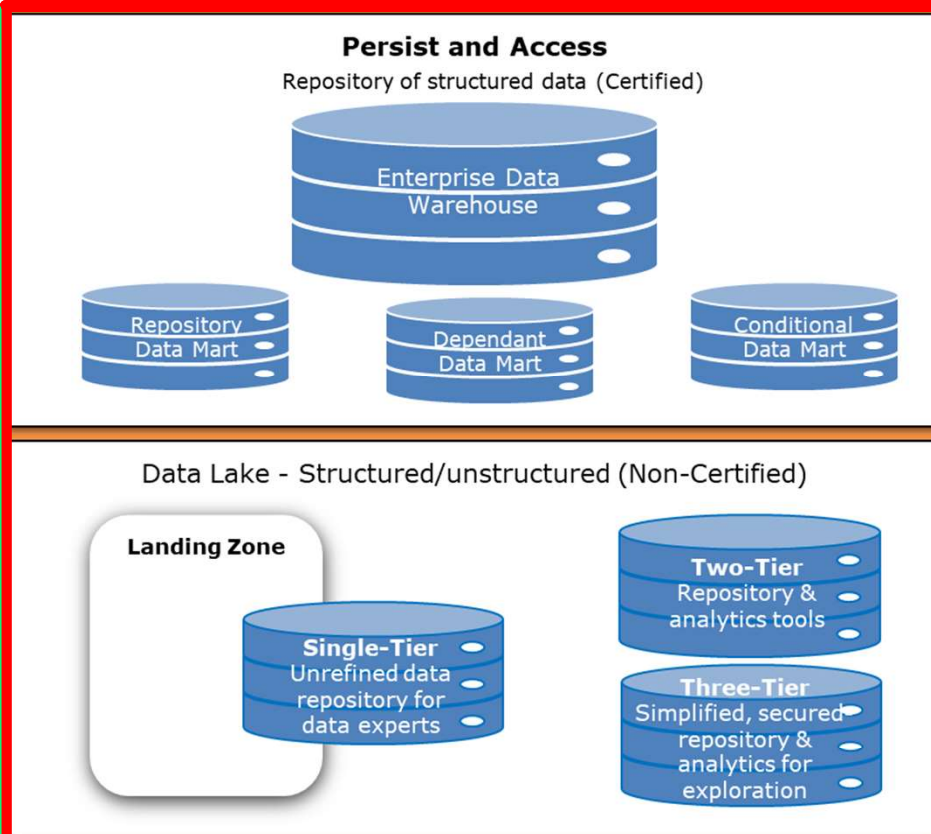 Persist and Access
Repository of structured data (Certified)
Enterprise Data
Warehouse
Repository
Data Mart
Dependant
Data Mart
Conditional
Data Mart
Data Lake - Structured/unstructured (Non-Certified)
Landing Zone
Single-Tier
Unrefined data
repository for
data experts
Two-Tier
Repository &
analytics tools
Three-Tier
Simplified, secured
repository &
analytics for
exploration